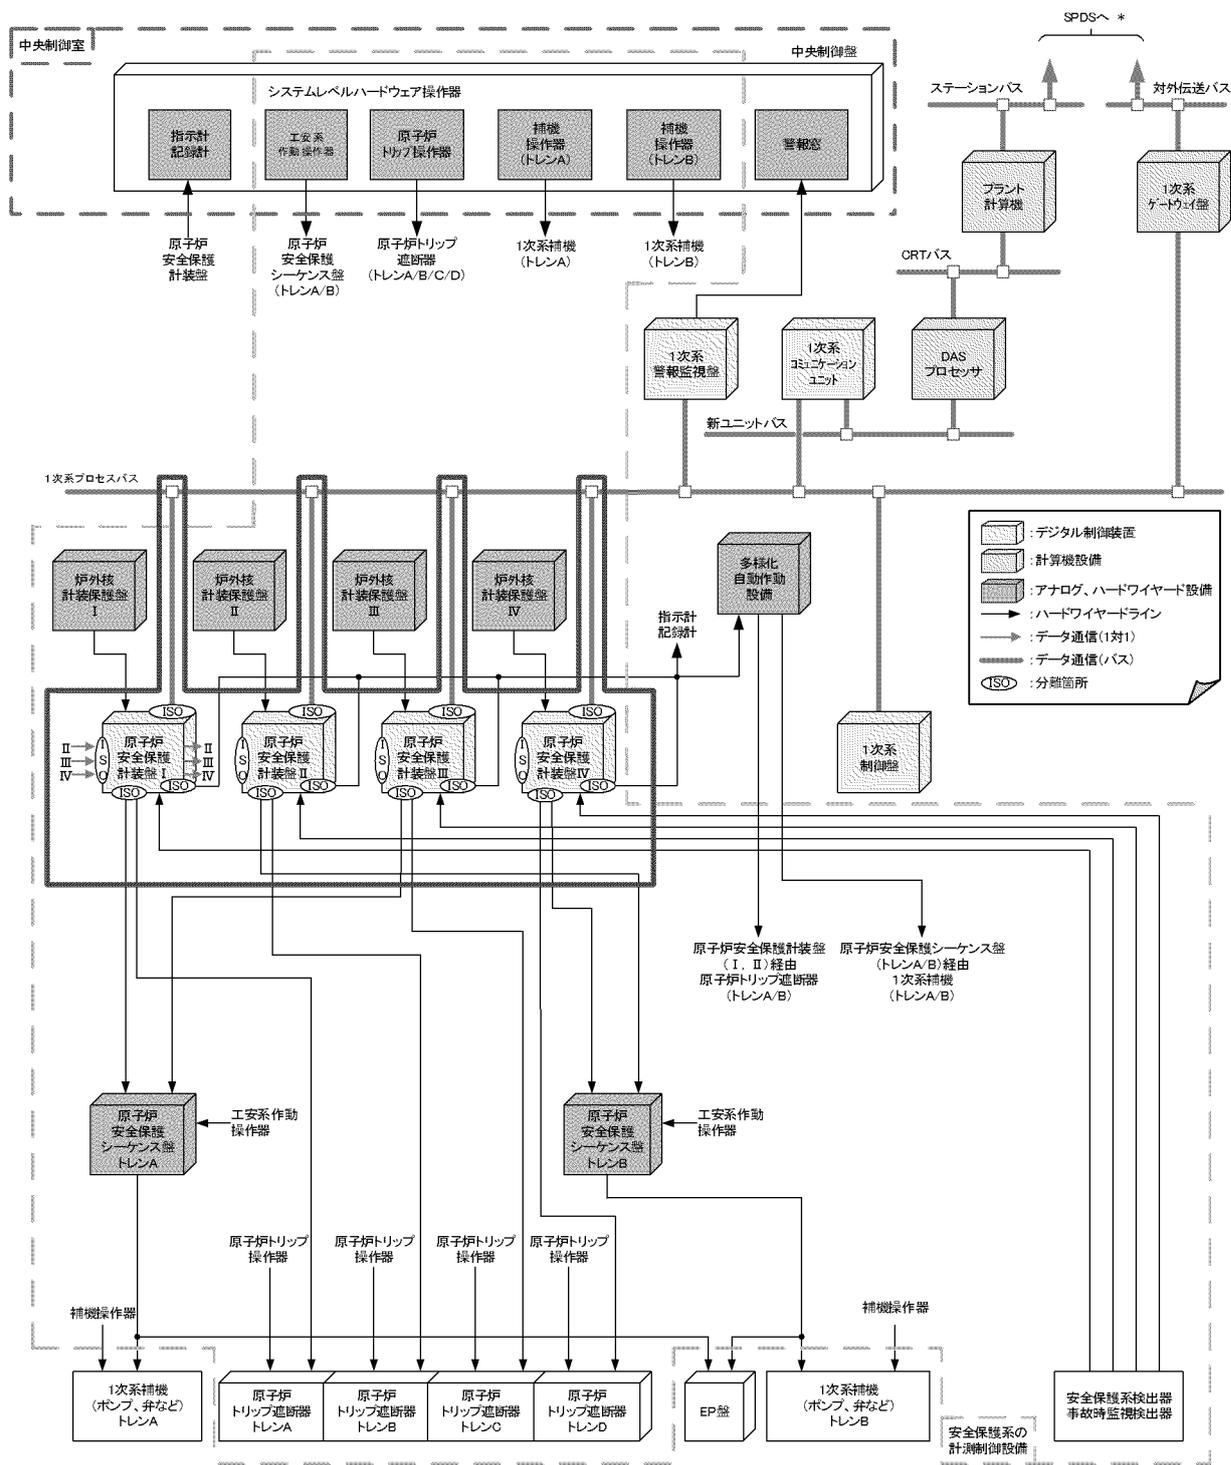 SPDSへ *
中央制御室
中央制御盤
システムレベルハードウェア操作器
ステーションバス
対外伝送バス
指示計
記録計
工安系
作動操作器
原子炉
トリップ操作器
補機
操作器
(トレンA)
補機
操作器
(トレンB)
警報窓
プラント
計算機
1次系
ゲートウェイ盤
原子炉
安全保護
計装盤
原子炉
安全保護
シーケンス盤
(トレンA/B)
原子炉トリップ
遮断器
(トレンA/B/C/D)
1次系補機
(トレンA)
1次系補機
(トレンB)
CRTバス
1次系
警報監視盤
1次系
コミュニケーション
ユニット
DAS
プロセッサ
新ユニットバス
1次系プロセスバス
炉外核
計装保護盤
Ⅰ
炉外核
計装保護盤
Ⅱ
炉外核
計装保護盤
Ⅲ
炉外核
計装保護盤
Ⅳ
多様化
自動作動
設備
指示計
記録計
:デジタル制御装置
:計算機設備
:アナログ、ハードワイヤード設備
:ハードワイヤードライン
:データ通信(1対1)
:データ通信(バス)
ISO :分離箇所
ISO
ISO
ISO
ISO
Ⅱ
Ⅲ
Ⅳ
ISO
原子炉
安全保護
計装盤Ⅰ
Ⅱ
Ⅲ
Ⅳ
ISO
原子炉
安全保護
計装盤Ⅱ
ISO
原子炉
安全保護
計装盤Ⅲ
ISO
原子炉
安全保護
計装盤Ⅳ
ISO
ISO
ISO
ISO
ISO
ISO
ISO
ISO
1次系
制御盤
原子炉安全保護計装盤
(Ⅰ, Ⅱ)経由
原子炉トリップ遮断器
(トレンA/B)
原子炉安全保護シーケンス盤
(トレンA/B)経由
1次系補機
(トレンA/B)
原子炉
安全保護
シーケンス盤
トレンA
工安系作動
操作器
原子炉
安全保護
シーケンス盤
トレンB
工安系作動
操作器
原子炉トリップ
操作器
原子炉トリップ
操作器
原子炉トリップ
操作器
原子炉トリップ
操作器
補機操作器
補機操作器
1次系補機
(ポンプ、弁など)
トレンA
原子炉
トリップ遮断器
トレンA
原子炉
トリップ遮断器
トレンB
原子炉
トリップ遮断器
トレンC
原子炉
トリップ遮断器
トレンD
EP盤
1次系補機
(ポンプ、弁など)
トレンB
安全保護系検出器
事故時監視検出器
安全保護系の
計測制御設備